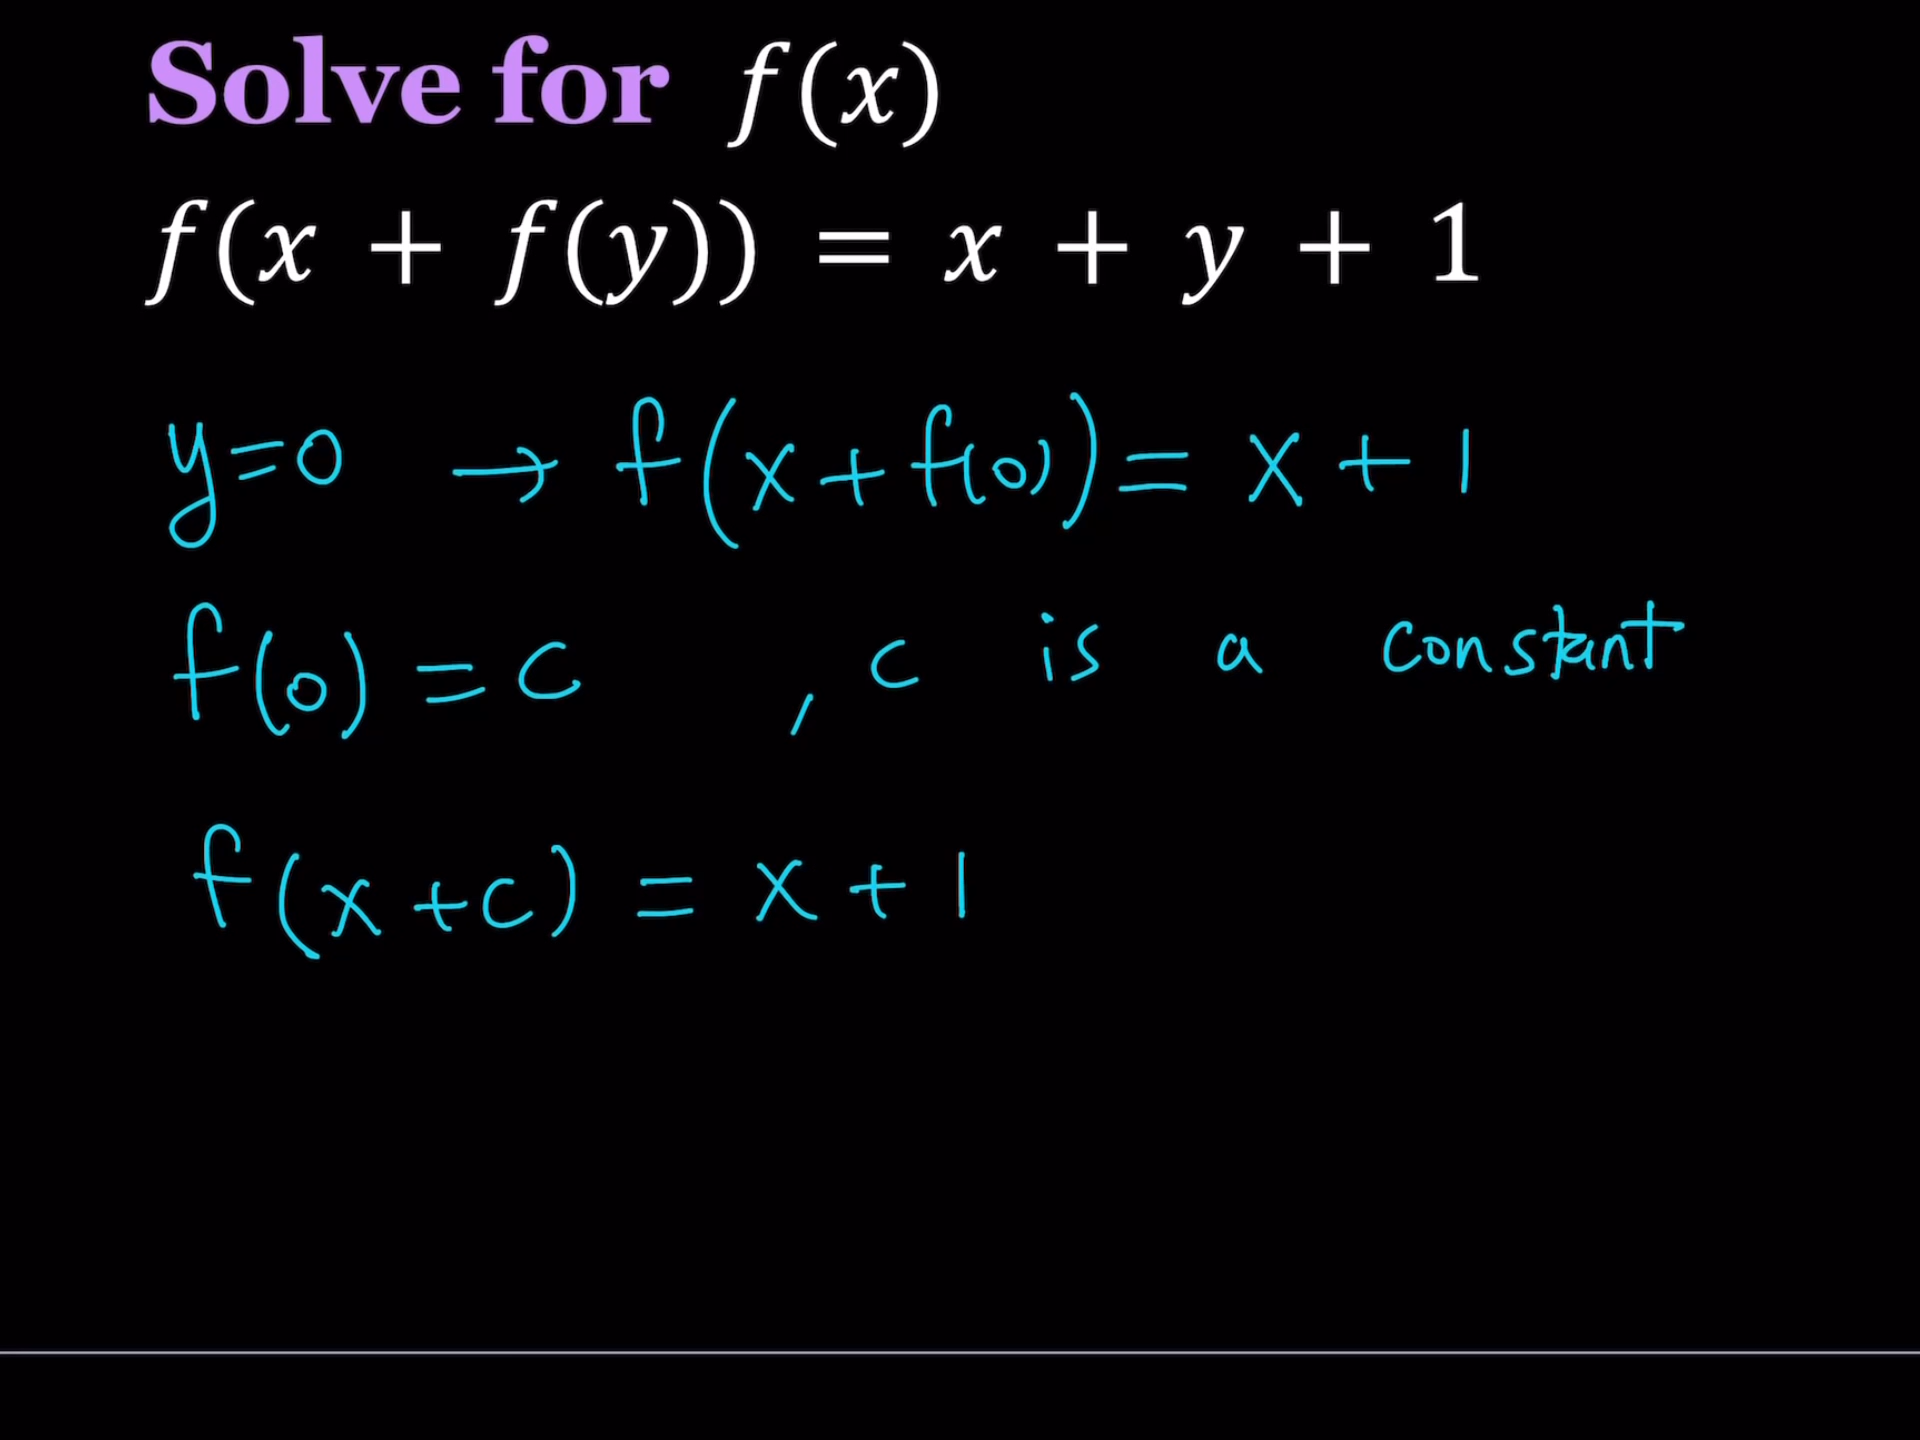 Solve for f(x)
f(x + f(y)) = x + y + 1
y=0 → f(x+f(0)) = x+1
f(0) = c , c is a constant
f(x+c) = x+1